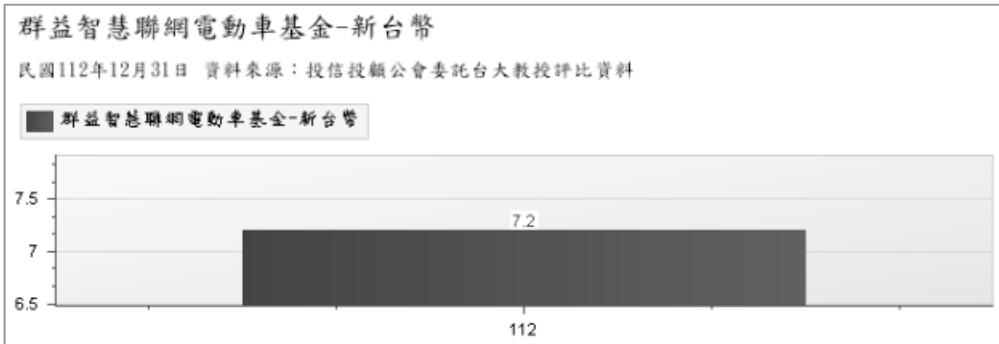 群益智慧聯網電動車基金-新台幣
民國112年12月31日 資料來源：投信投顧公會委託台大教授評比資料
群益智慧聯網電動車基金-新台幣
7.5
7.2
7
6.5
112